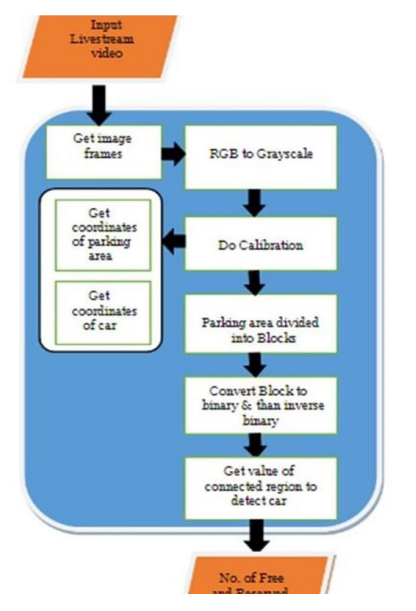 Input
Livestream
video
Get image
frames
RGB to Grayscale
Get
coordinates
of parking
area
Do Calibration
Get
coordinates
of car
Parking area divided
into Blocks
Convert Block to
binary & than inverse
binary
Get value of
connected region to
detect car
No. of Free
and Reserved